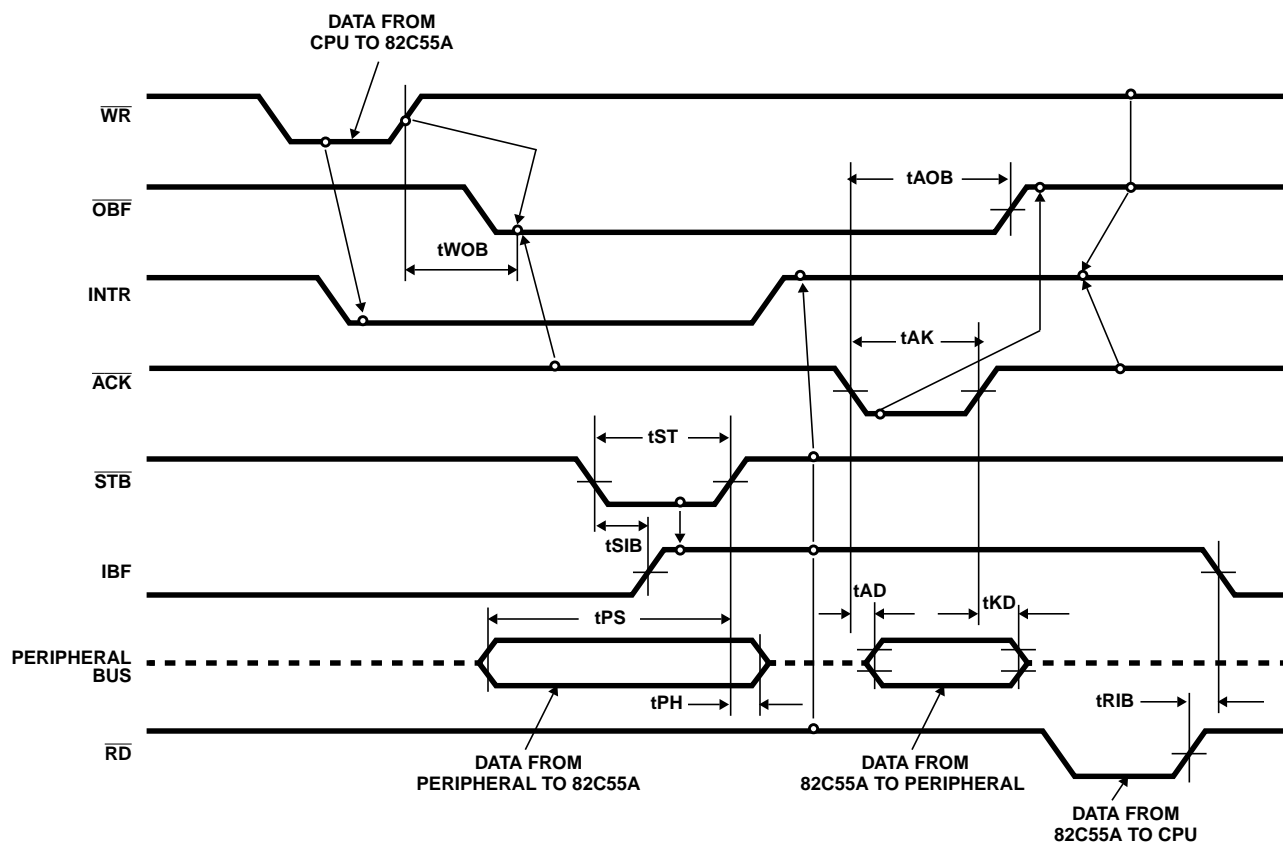 DATA FROM
CPU TO 82C55A
WR
OBF
tAOB
tWOB
INTR
tAK
ACK
tST
STB
tSIB
IBF
tAD
tKD
tPS
PERIPHERAL
BUS
tPH
tRIB
RD
DATA FROM
PERIPHERAL TO 82C55A
DATA FROM
82C55A TO PERIPHERAL
DATA FROM
82C55A TO CPU